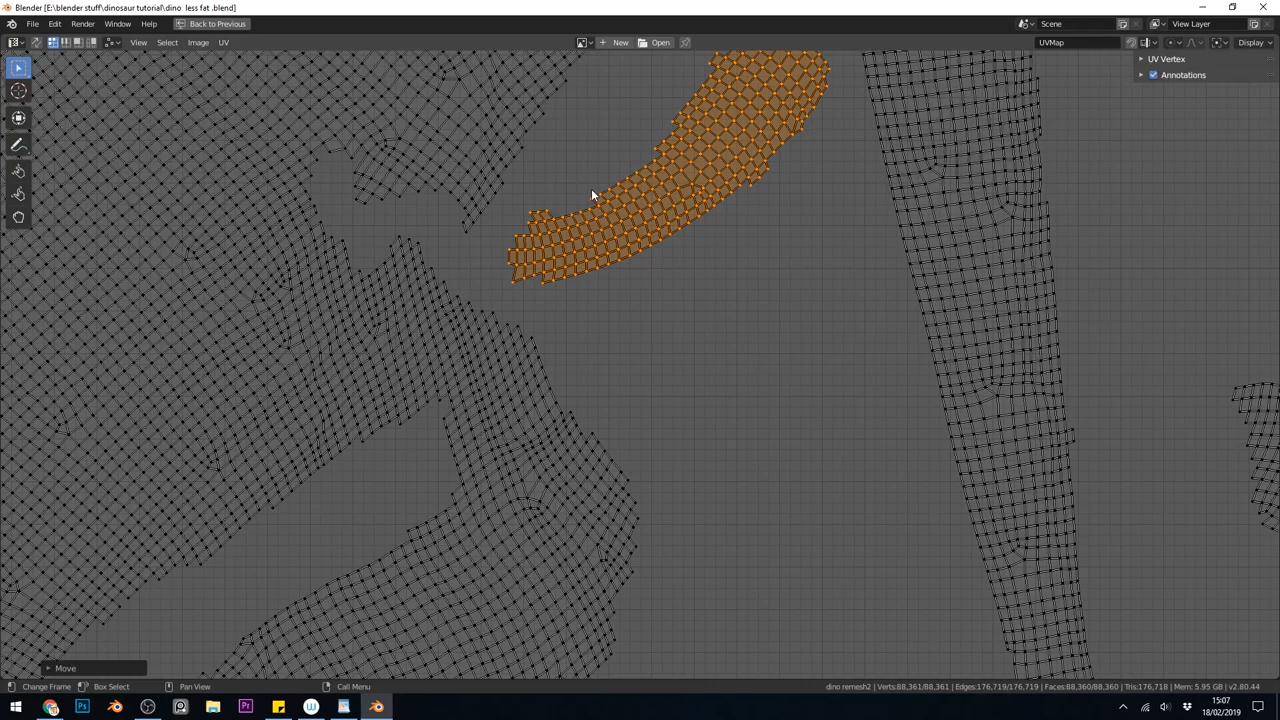 Blender [E:\blender stuff\dinosaur tutorial\dino  less fat .blend]
File Edit Render Window Help Back to Previous Scene View Layer
View Select Image UV New Open UVMap Display
UV Vertex
Annotations
Move
Change Frame Box Select Pan View Call Menu dino remesh2 | Verts:88,361/88,361 | Edges:176,719/176,719 | Faces:88,360/88,360 | Tris:176,718 | Mem: 5.95 GB | v2.80.44
Ps Pr 15:07
18/02/2019